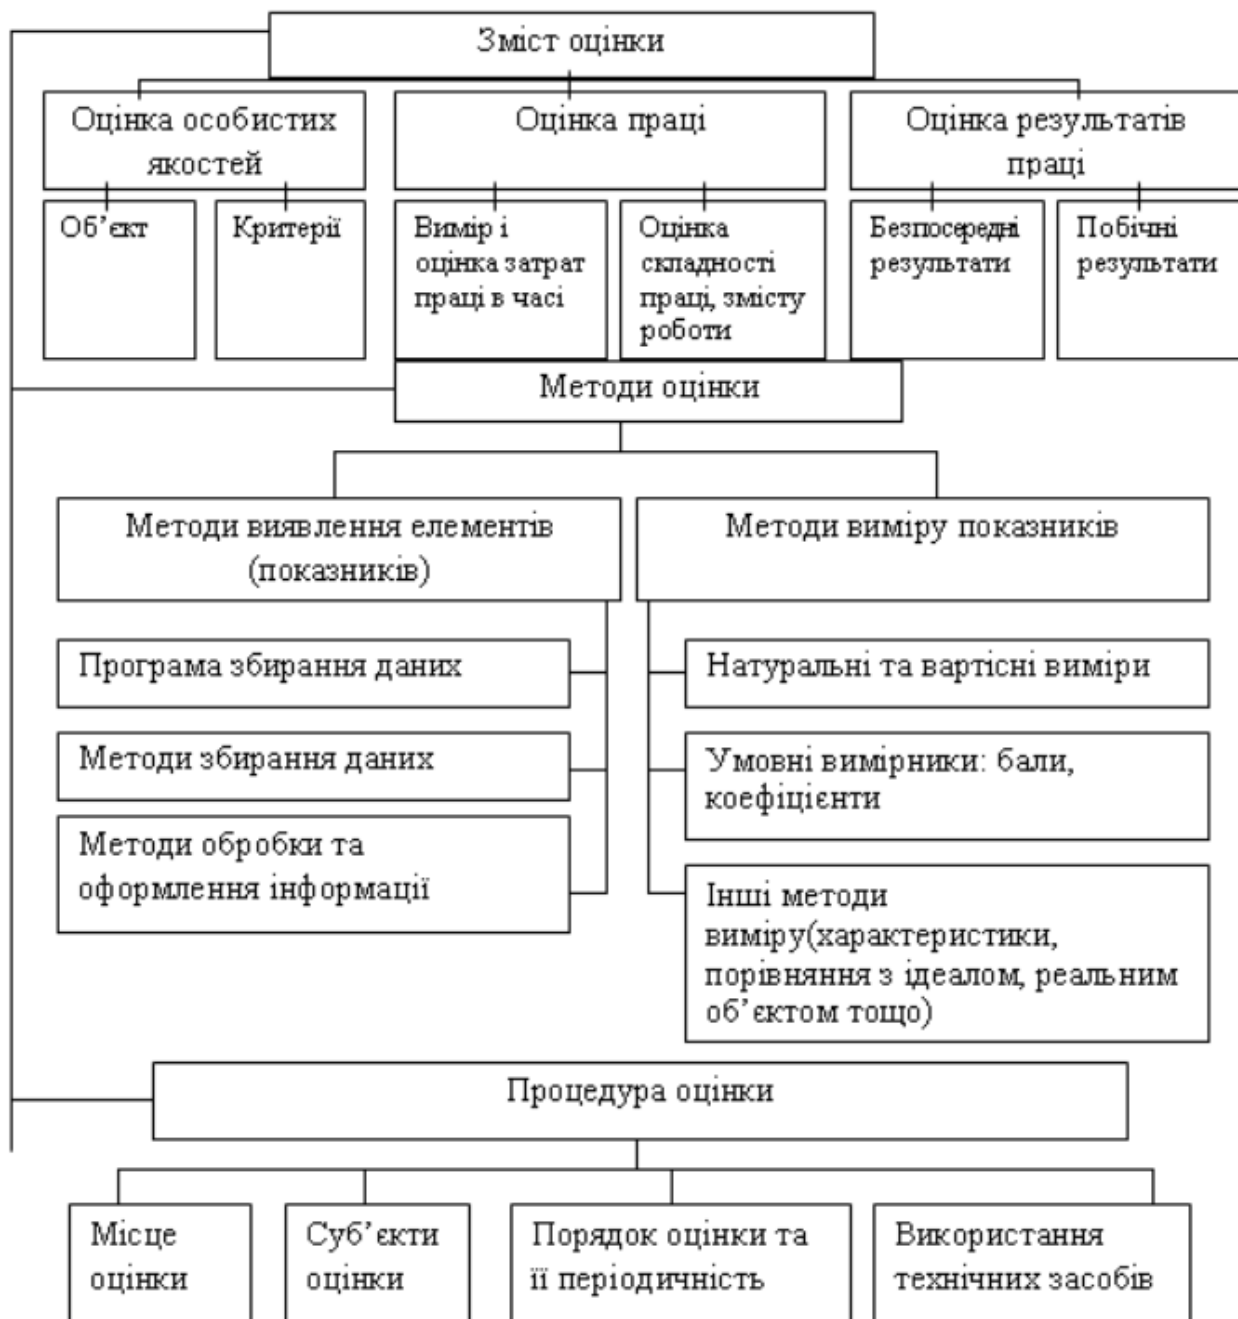 Зміст оцінки
Оцінка особистих
якостей
Оцінка праці
Оцінка результатів
праці
Об’єкт
Критерії
Вимір і
оцінка затрат
праці в часі
Оцінка
складності
праці, змісту
роботи
Безпосередні
результати
Побічні
результати
Методи оцінки
Методи виявлення елементів
(показників)
Методи виміру показників
Програма збирання даних
Методи збирання даних
Методи обробки та
оформлення інформації
Натуральні та вартісні виміри
Умовні вимірники: бали,
коефіцієнти
Інші методи
виміру(характеристики,
порівняння з ідеалом, реальним
об’єктом тощо)
Процедура оцінки
Місце
оцінки
Суб’єкти
оцінки
Порядок оцінки та
її періодичність
Використання
технічних засобів